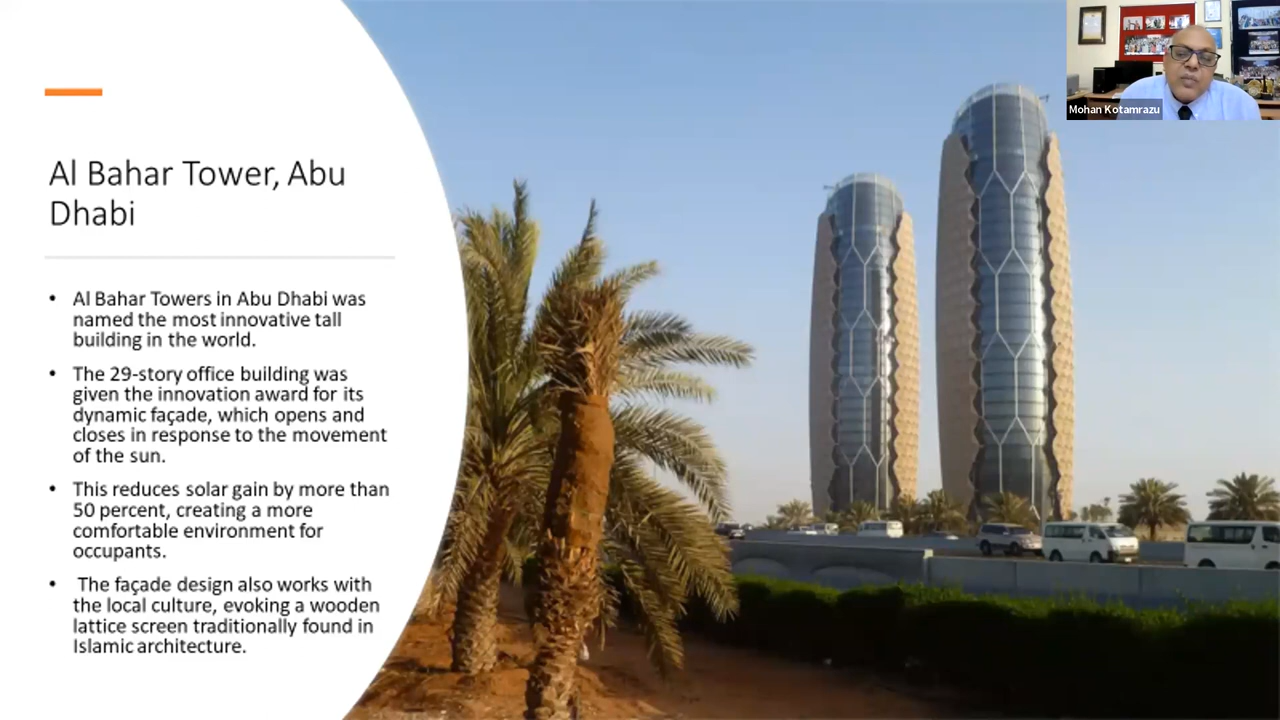 Al Bahar Tower, Abu
Dhabi
• Al Bahar Towers in Abu Dhabi was
named the most innovative tall
building in the world.
• The 29-story office building was
given the innovation award for its
dynamic façade, which opens and
closes in response to the movement
of the sun.
• This reduces solar gain by more than
50 percent, creating a more
comfortable environment for
occupants.
• The façade design also works with
the local culture, evoking a wooden
lattice screen traditionally found in
Islamic architecture.
Mohan Kotamrazu